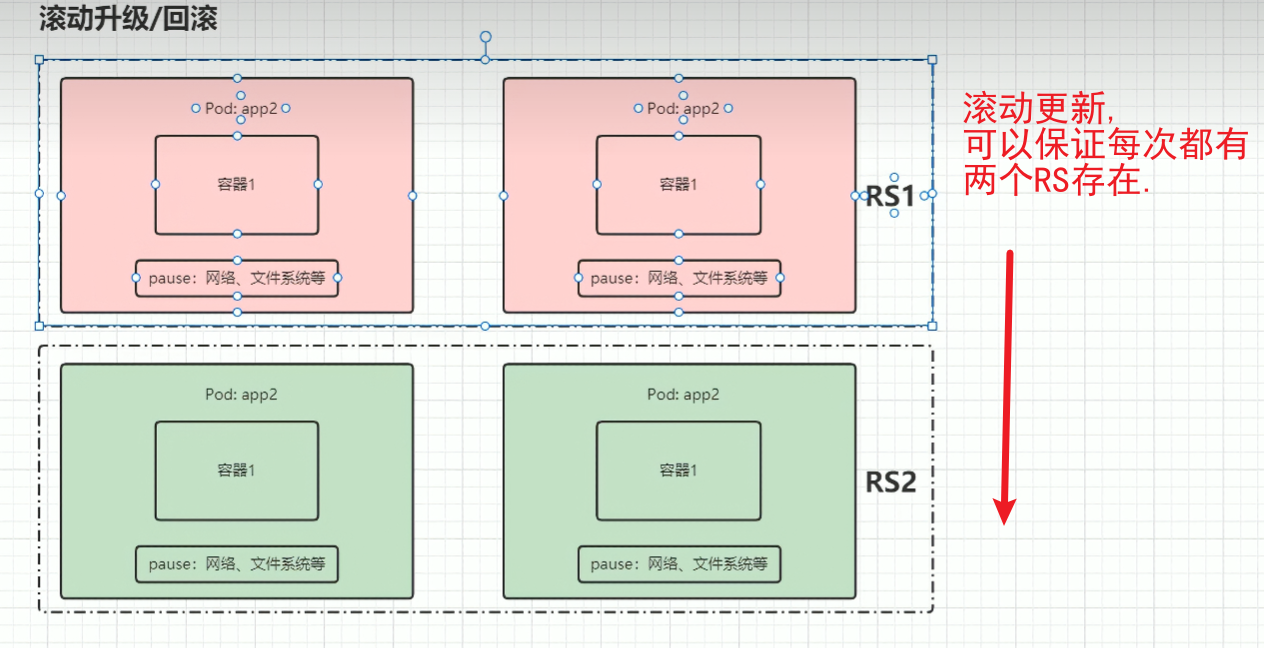 滚动升级/回滚
Pod: app2
Pod: app2
容器1
容器1
RS1
pause：网络、文件系统等
pause：网络、文件系统等
滚动更新,
可以保证每次都有
两个RS存在.
Pod: app2
Pod: app2
容器1
容器1
RS2
pause：网络、文件系统等
pause：网络、文件系统等